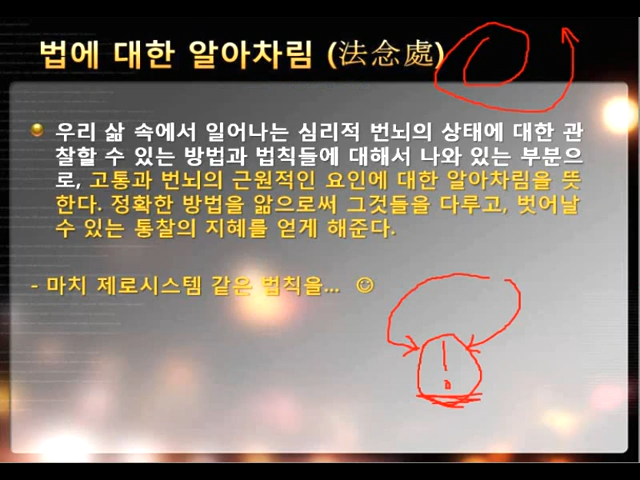 법에 대한 알아차림 (法念處)
우리 삶 속에서 일어나는 심리적 번뇌의 상태에 대한 관
찰할 수 있는 방법과 법칙들에 대해서 나와 있는 부분으
로, 고통과 번뇌의 근원적인 요인에 대한 알아차림을 뜻
한다. 정확한 방법을 앎으로써 그것들을 다루고, 벗어날
수 있는 통찰의 지혜를 얻게 해준다.
- 마치 제로시스템 같은 법칙을... ☺
!